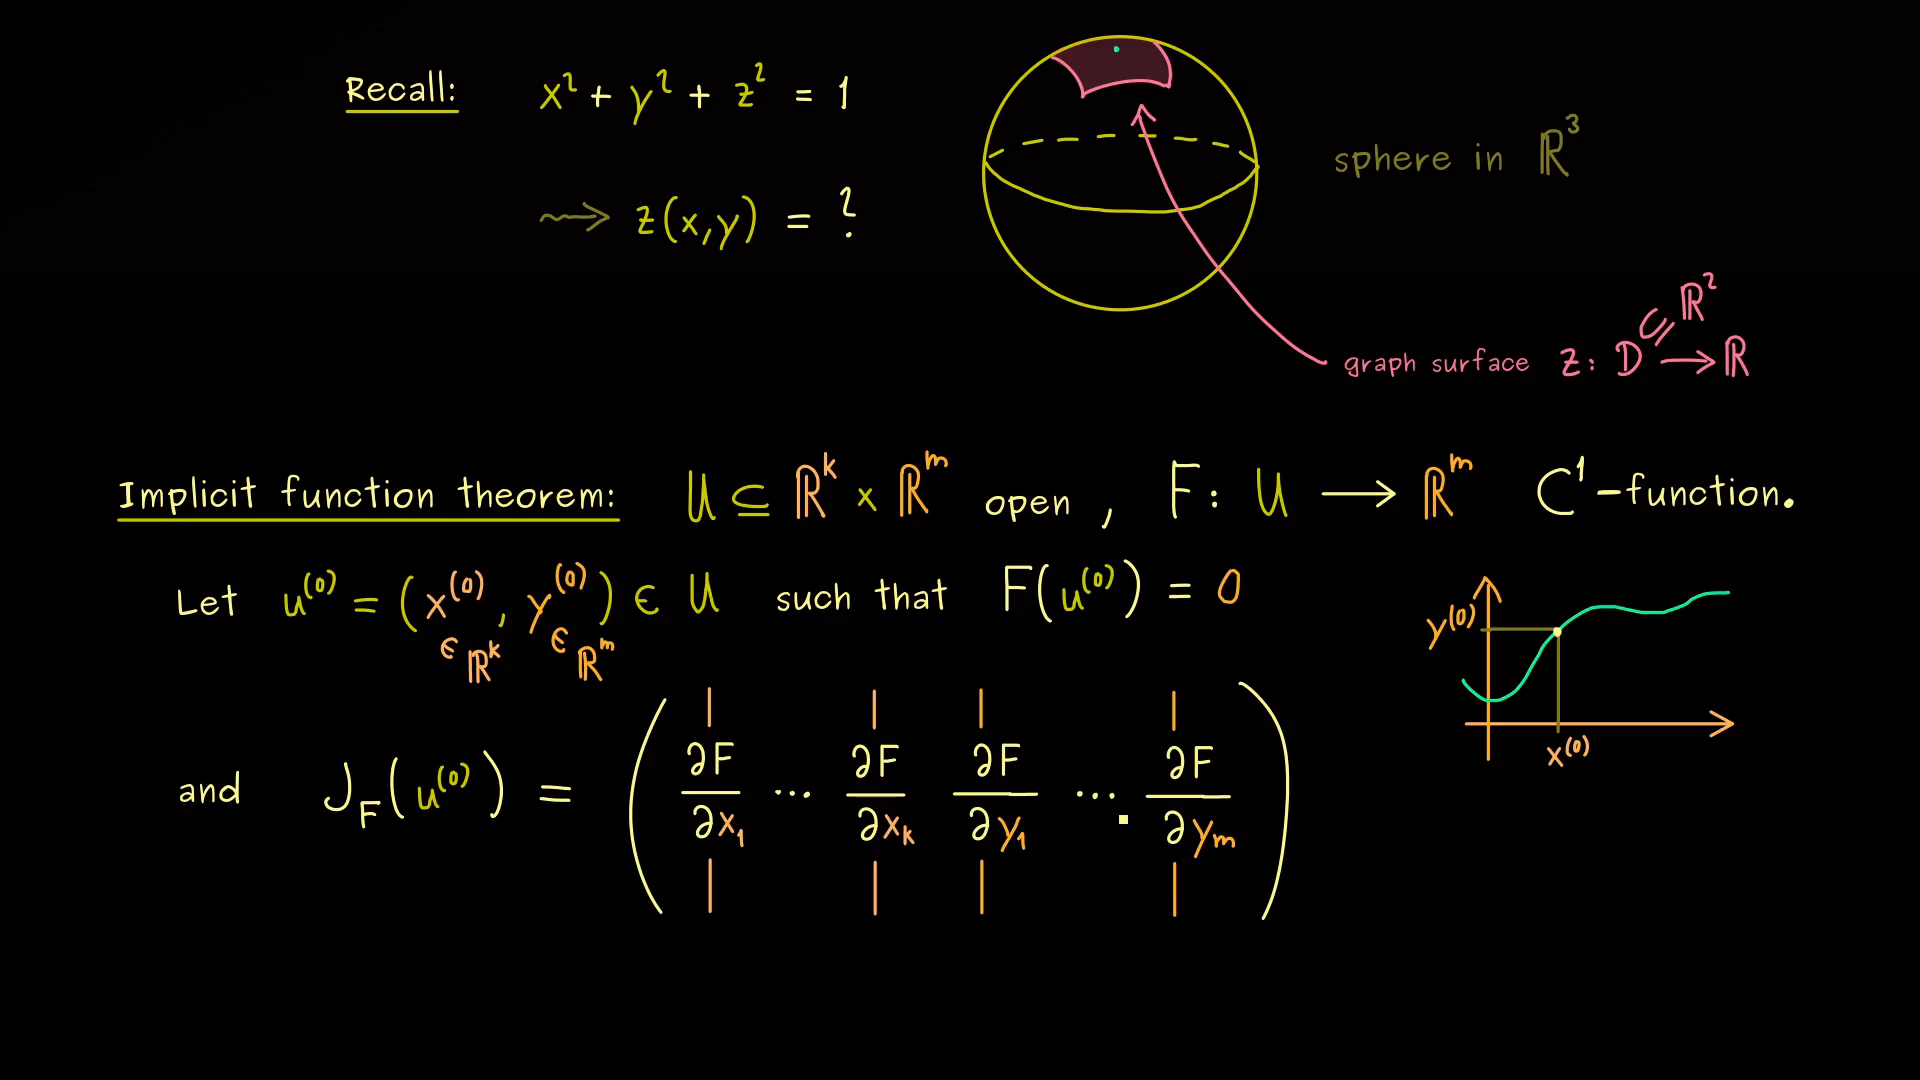 Recall: x² + y² + z² = 1
sphere in ℝ³
⇝ z(x,y) = ?
graph surface z: D ⊆ ℝ² → ℝ
Implicit function theorem: U ⊆ ℝᵏ × ℝᵐ open, F: U → ℝᵐ C¹-function.
Let u⁽⁰⁾ = (x⁽⁰⁾, y⁽⁰⁾) ∈ U such that F(u⁽⁰⁾) = 0
∈ ℝᵏ ∈ ℝᵐ
y⁽⁰⁾
x⁽⁰⁾
and J_F(u⁽⁰⁾) = ( ∂F/∂x₁ ... ∂F/∂xₖ ∂F/∂y₁ ... ∂F/∂yₘ )